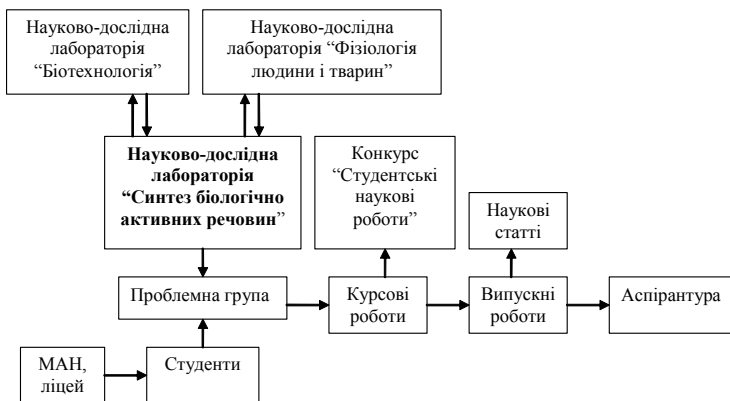 Науково-дослідна
лабораторія
“Біотехнологія”
Науково-дослідна
лабораторія “Фізіологія
людини і тварин”
Науково-дослідна
лабораторія
“Синтез біологічно
активних речовин”
Конкурс
“Студентські
наукові
роботи”
Наукові
статті
Проблемна група
Курсові
роботи
Випускні
роботи
Аспірантура
МАН,
ліцей
Студенти